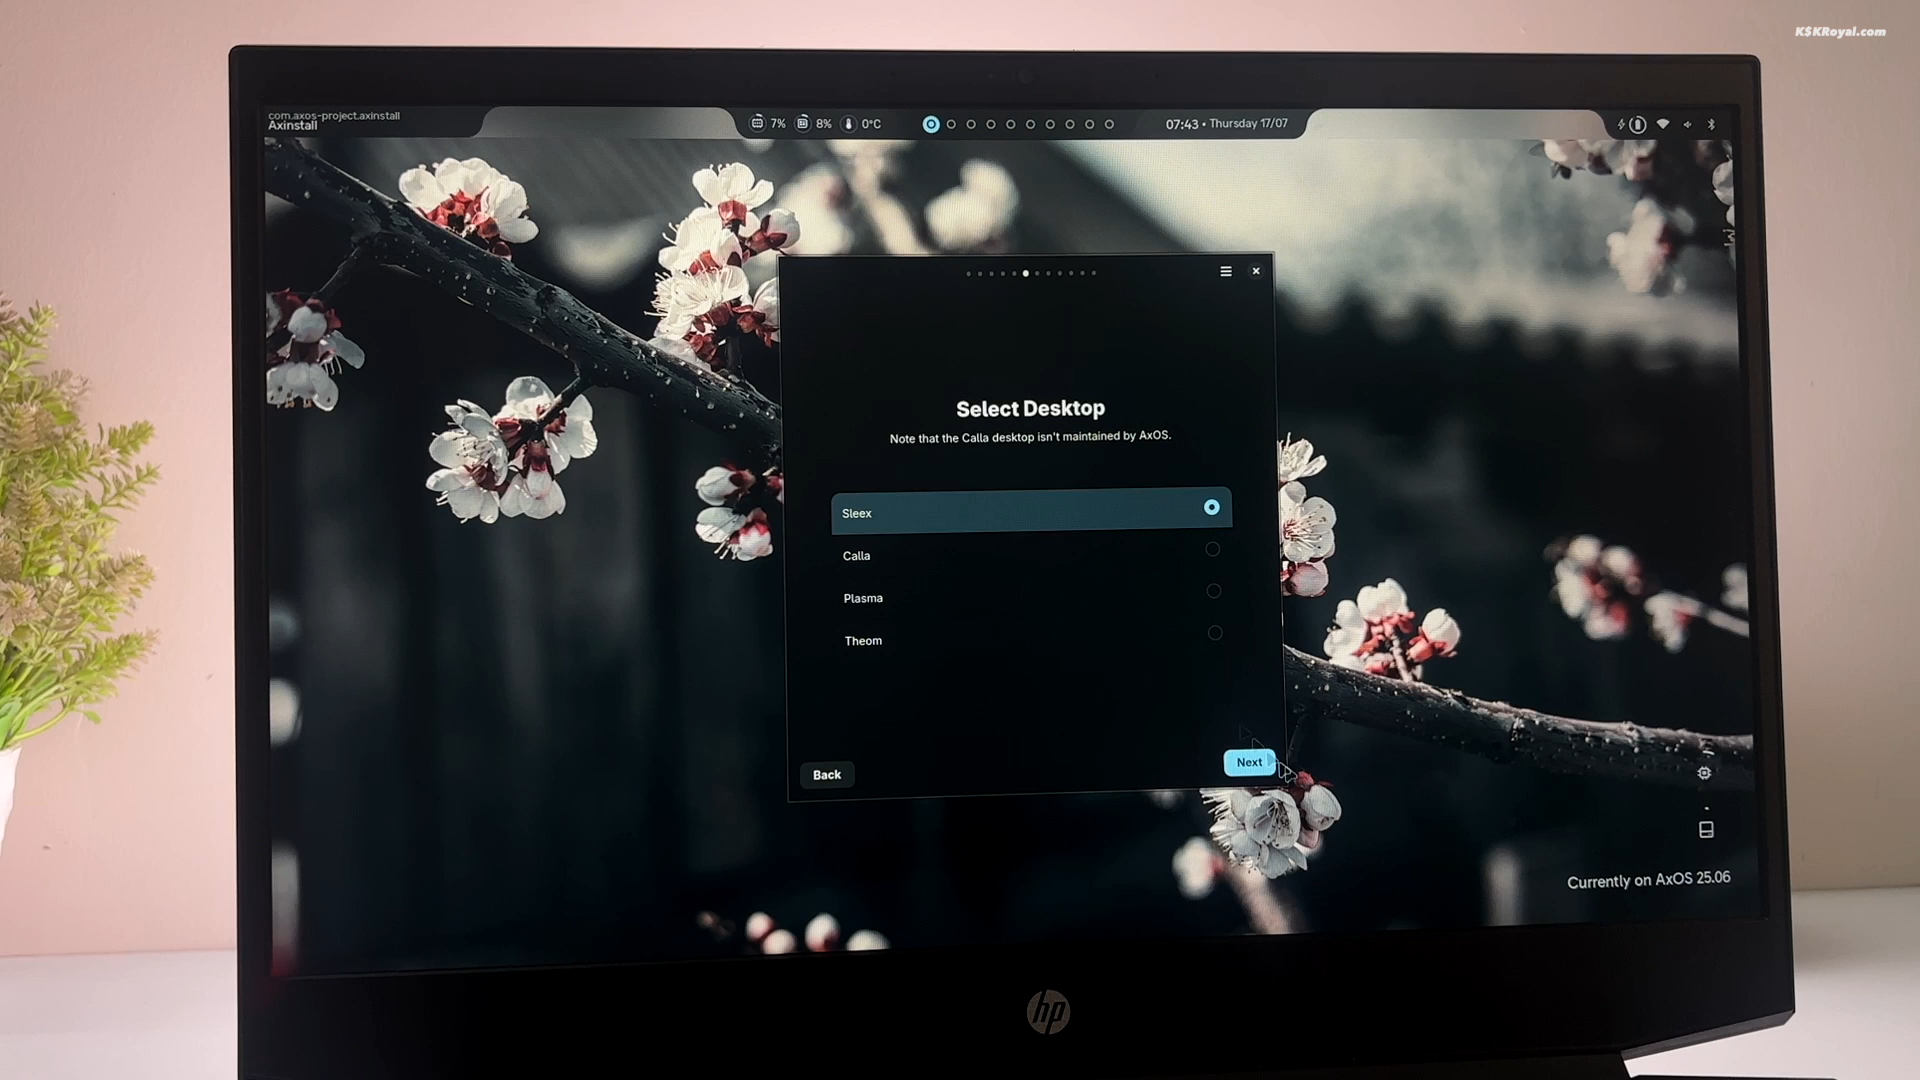 K$KRoyal.com
com.axos-project.axinstall
Axinstall
7% 8% 0°C
07:43 • Thursday 17/07
Select Desktop
Note that the Calla desktop isn't maintained by AxOS.
Sleex
Calla
Plasma
Theom
Back
Next
Currently on AxOS 25.06
hp